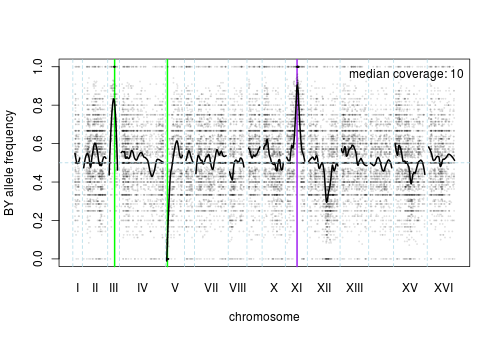 median coverage: 10
BY allele frequency
1.0
0.8
0.6
0.4
0.2
0.0
I II III IV V VII VIII X XI XII XIII XV XVI
chromosome